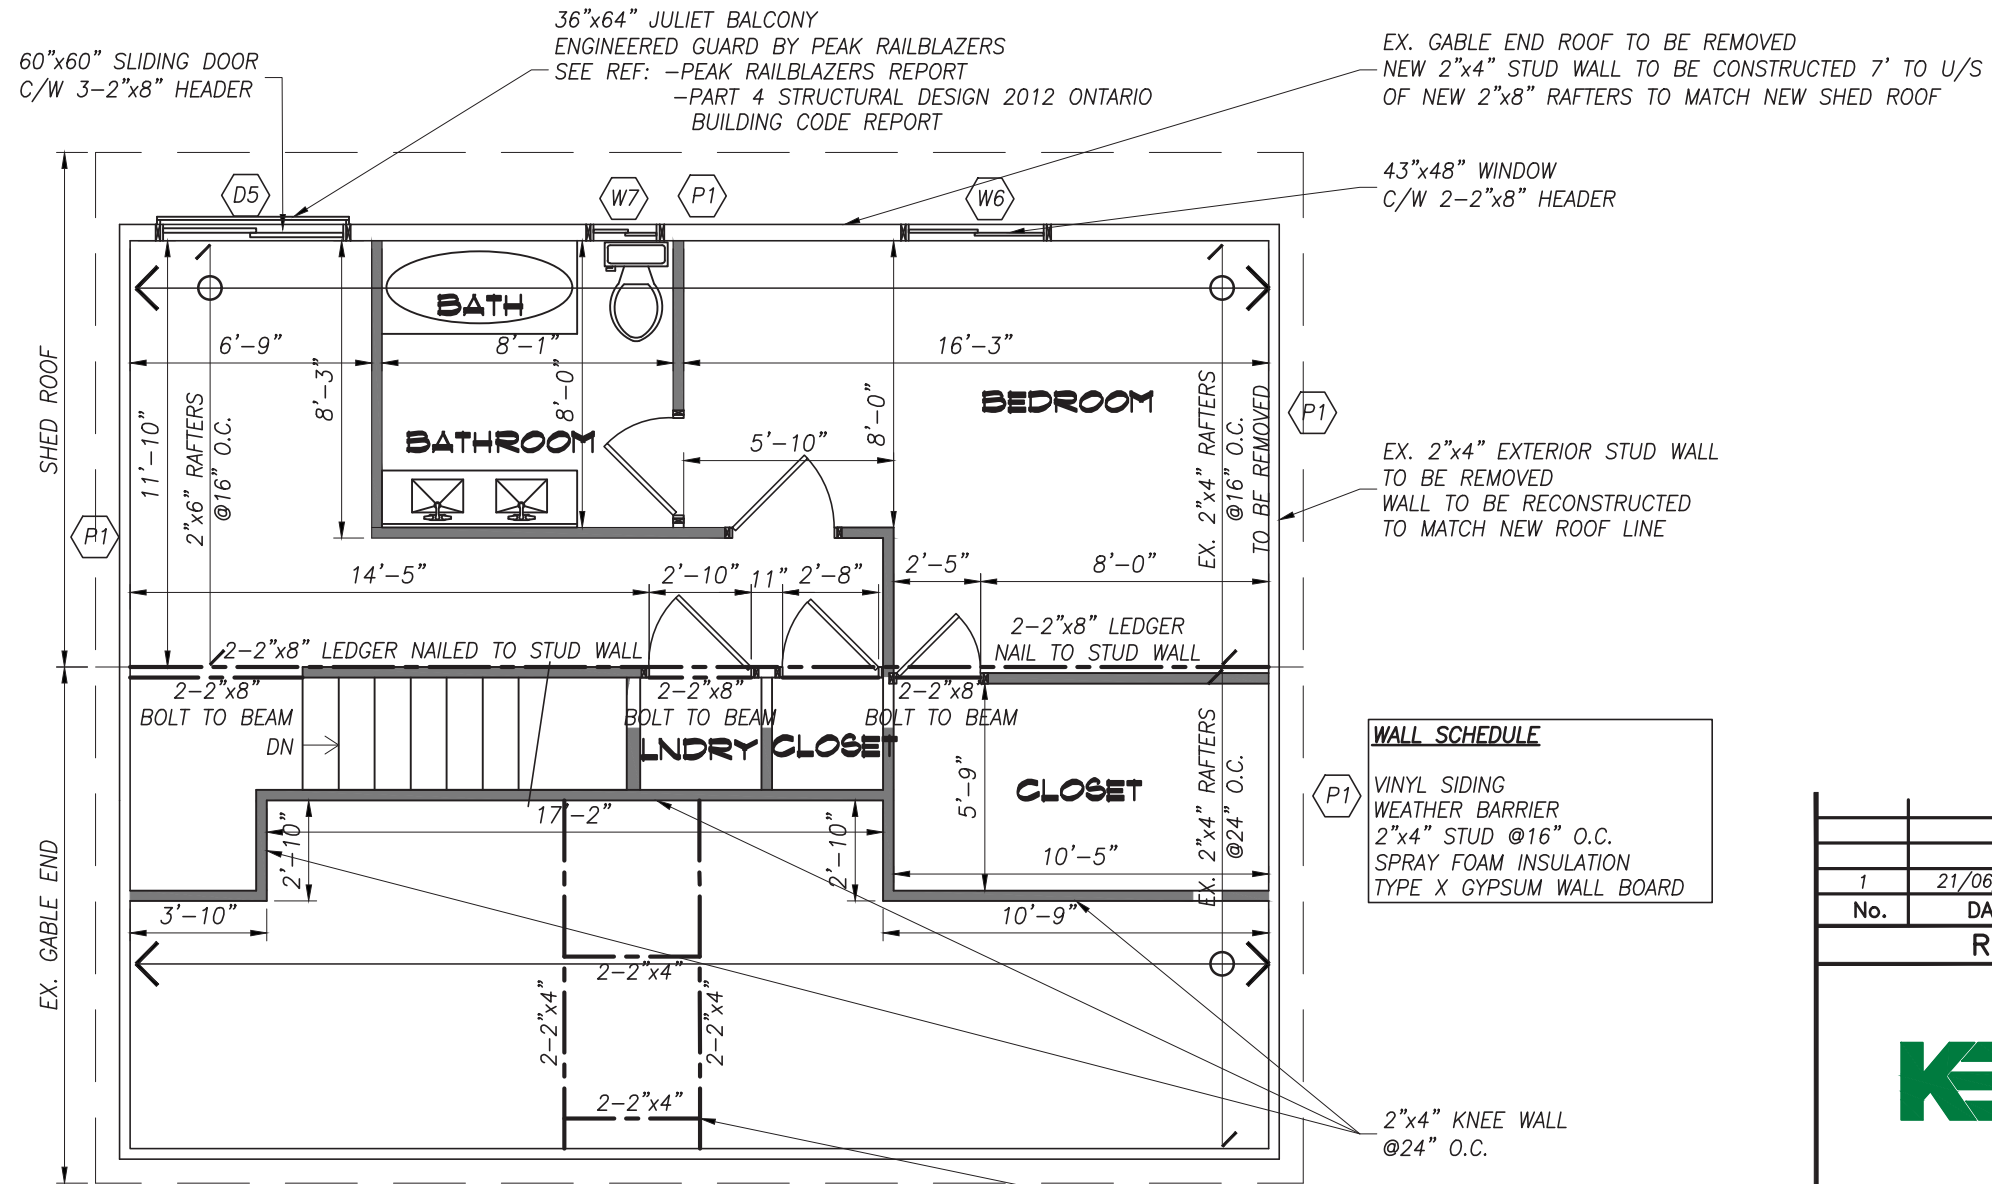 36”x64” JULIET BALCONY
ENGINEERED GUARD BY PEAK RAILBLAZERS
SEE REF: –PEAK RAILBLAZERS REPORT
–PART 4 STRUCTURAL DESIGN 2012 ONTARIO
BUILDING CODE REPORT
60”x60” SLIDING DOOR
C/W 3–2”x8” HEADER
EX. GABLE END ROOF TO BE REMOVED
NEW 2”x4” STUD WALL TO BE CONSTRUCTED 7’ TO U/S
OF NEW 2”x8” RAFTERS TO MATCH NEW SHED ROOF
43”x48” WINDOW
C/W 2–2”x8” HEADER
D5
W7
P1
W6
BATH
6’–9”
8’–1”
16’–3”
SHED ROOF
11’–10”
2”x6” RAFTERS
@16” O.C.
8’–3”
8’–0”
BATHROOM
5’–10”
8’–0”
BEDROOM
EX. 2”x4” RAFTERS
@16” O.C.
TO BE REMOVED
P1
P1
EX. 2”x4” EXTERIOR STUD WALL
TO BE REMOVED
WALL TO BE RECONSTRUCTED
TO MATCH NEW ROOF LINE
14’–5”
2’–10”
11”
2’–8”
2’–5”
8’–0”
2–2”x8” LEDGER NAILED TO STUD WALL
2–2”x8” LEDGER
NAIL TO STUD WALL
2–2”x8”
BOLT TO BEAM
2–2”x8”
BOLT TO BEAM
2–2”x8”
BOLT TO BEAM
DN
LNDRY
CLOSET
CLOSET
5’–9”
EX. 2”x4” RAFTERS
@24” O.C.
P1
WALL SCHEDULE
VINYL SIDING
WEATHER BARRIER
2”x4” STUD @16” O.C.
SPRAY FOAM INSULATION
TYPE X GYPSUM WALL BOARD
EX. GABLE END
2’–10”
17’–2”
2’–10”
10’–5”
3’–10”
10’–9”
2–2”x4”
2–2”x4”
2–2”x4”
2–2”x4”
2”x4” KNEE WALL
@24” O.C.
1
21/06
No.
DA
R
KE